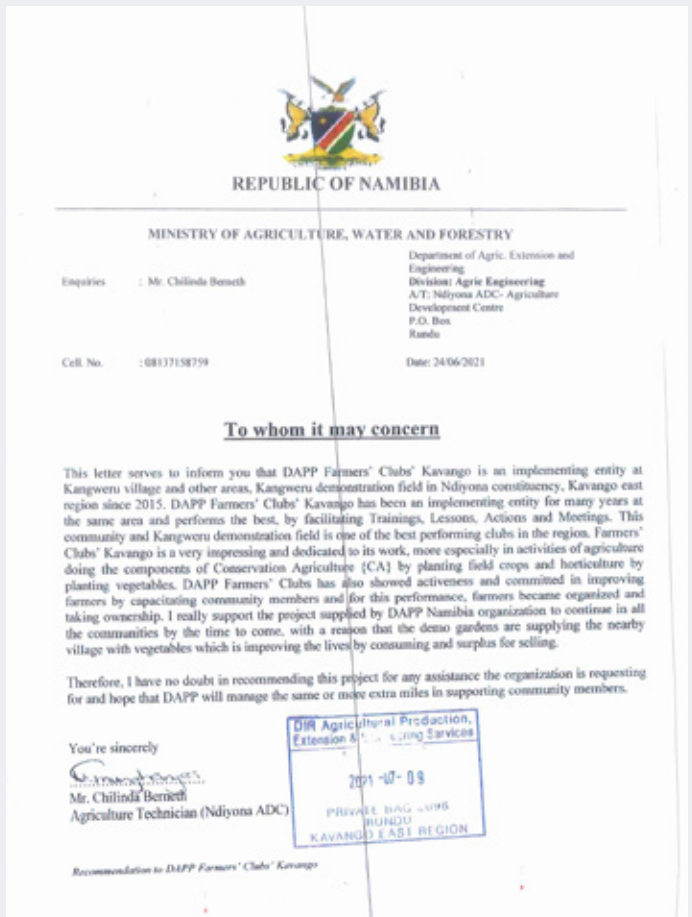 REPUBLIC OF NAMIBIA
MINISTRY OF AGRICULTURE, WATER AND FORESTRY
Department of Agric. Extension and
Engineering
Enquiries : Mr. Chilinda Berneth
Division: Agric Engineering
A/T: Ndiyona ADC- Agriculture
Development Centre
P.O. Box
Rundu
Cell. No. : 08137158759
Date: 24/06/2021
To whom it may concern
This letter serves to inform you that DAPP Farmers' Clubs' Kavango is an implementing entity at
Kangweru village and other areas, Kangweru demonstration field in Ndiyona constituency, Kavango east
region since 2015. DAPP Farmers' Clubs' Kavango has been an implementing entity for many years at
the same area and performs the best, by facilitating Trainings, Lessons, Actions and Meetings. This
community and Kangweru demonstration field is one of the best performing clubs in the region. Farmers'
Clubs' Kavango is a very impressing and dedicated to its work, more especially in activities of agriculture
doing the components of Conservation Agriculture {CA} by planting field crops and horticulture by
planting vegetables. DAPP Farmers' Clubs has also showed activeness and committed in improving
farmers by capacitating community members and for this performance, farmers became organized and
taking ownership. I really support the project supplied by DAPP Namibia organization to continue in all
the communities by the time to come, with a reason that the demo gardens are supplying the nearby
village with vegetables which is improving the lives by consuming and surplus for selling.
Therefore, I have no doubt in recommending this project for any assistance the organization is requesting
for and hope that DAPP will manage the same or more extra miles in supporting community members.
You're sincerely
Mr. Chilinda Berneth
Agriculture Technician (Ndiyona ADC)
DIR Agricultural Production,
Extension & Services
2021 -07- 09
PRIVATE BAG
RUNDU
KAVANGO EAST REGION
Recommendation to DAPP Farmers' Clubs' Kavango